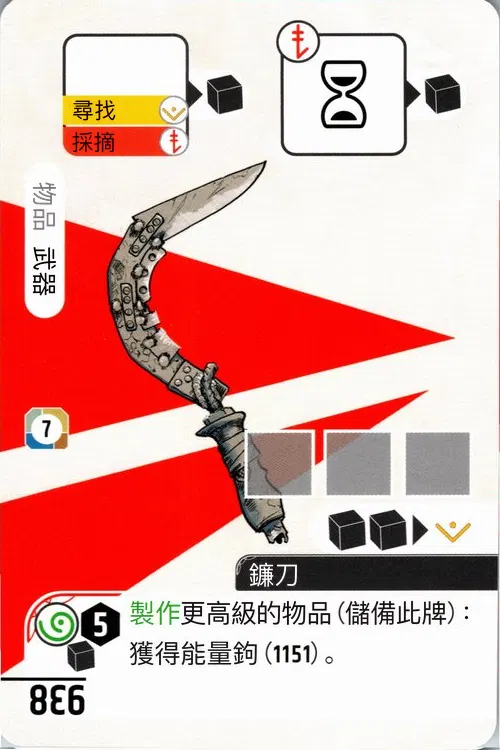 尋找
採摘
物品 武器
7
鐮刀
5
製作更高級的物品(儲備此牌)：
獲得能量鉤(1151)。
938